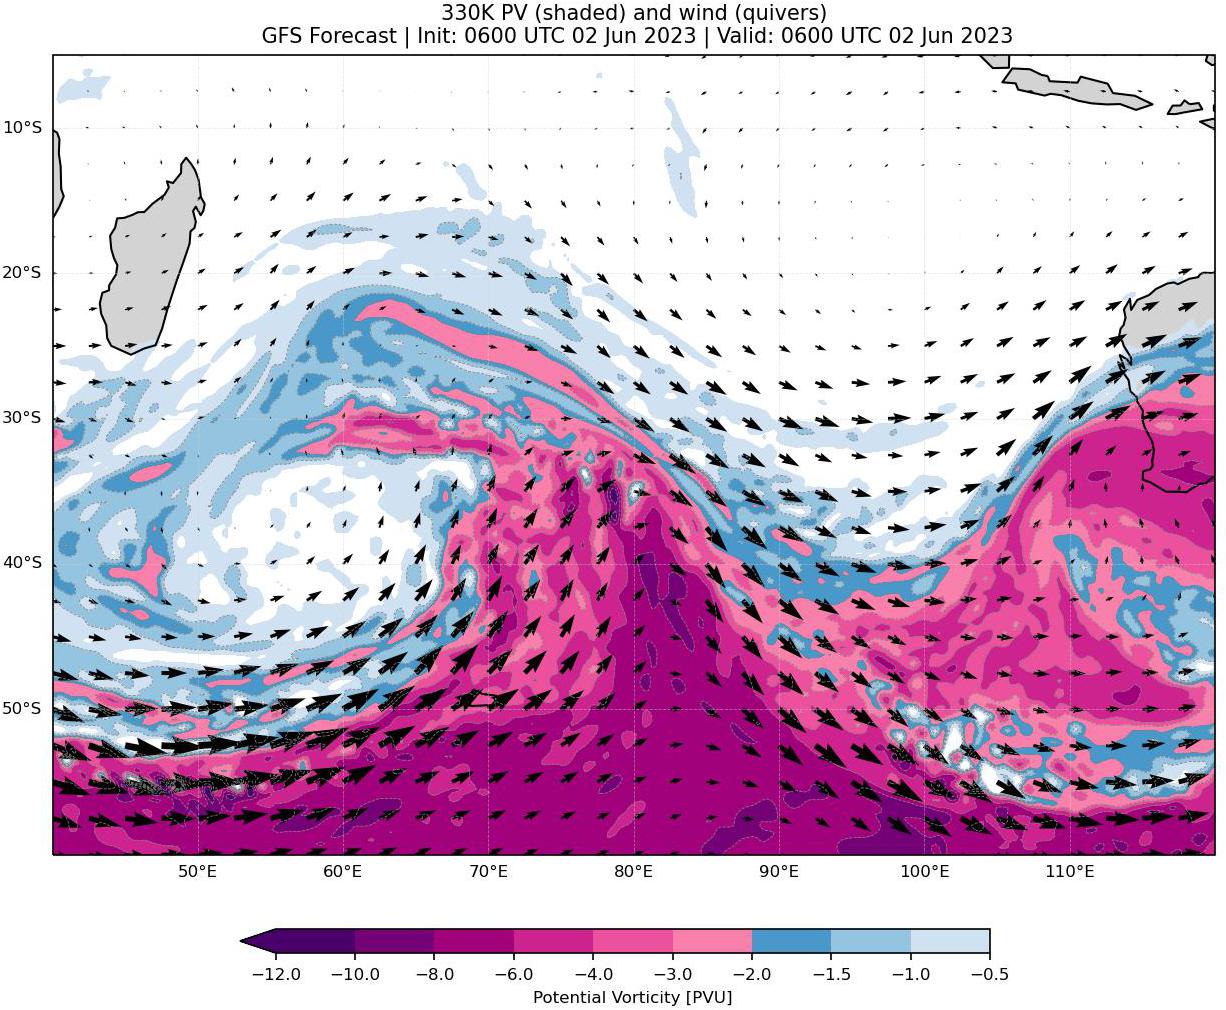 330K PV (shaded) and wind (quivers)
GFS Forecast | Init: 0600 UTC 02 Jun 2023 | Valid: 0600 UTC 02 Jun 2023
10°S
20°S
30°S
40°S
50°S
50°E 60°E 70°E 80°E 90°E 100°E 110°E
−12.0 −10.0 −8.0 −6.0 −4.0 −3.0 −2.0 −1.5 −1.0 −0.5
Potential Vorticity [PVU]